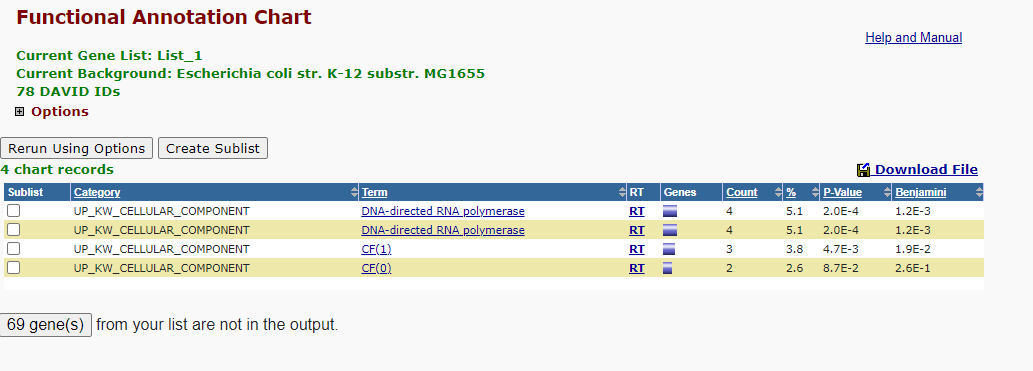 Functional Annotation Chart
Help and Manual
Current Gene List: List_1
Current Background: Escherichia coli str. K-12 substr. MG1655
78 DAVID IDs
Options
Rerun Using Options Create Sublist
4 chart records Download File
Sublist Category Term RT Genes Count % P-Value Benjamini
UP_KW_CELLULAR_COMPONENT DNA-directed RNA polymerase RT 4 5.1 2.0E-4 1.2E-3
UP_KW_CELLULAR_COMPONENT DNA-directed RNA polymerase RT 4 5.1 2.0E-4 1.2E-3
UP_KW_CELLULAR_COMPONENT CF(1) RT 3 3.8 4.7E-3 1.9E-2
UP_KW_CELLULAR_COMPONENT CF(0) RT 2 2.6 8.7E-2 2.6E-1
69 gene(s) from your list are not in the output.